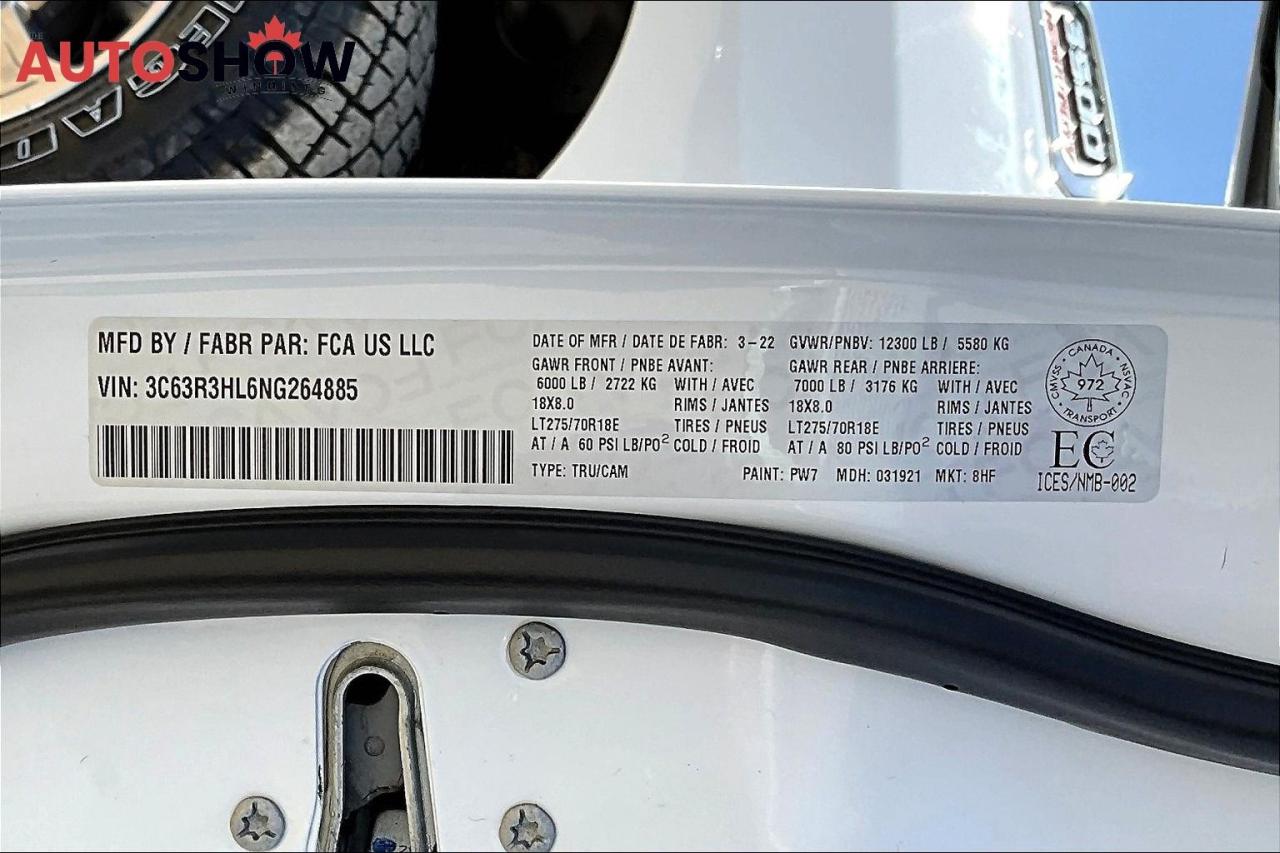 THE
AUTOSHOW
WINNIPEG
3500
MFD BY / FABR PAR: FCA US LLC
VIN: 3C63R3HL6NG264885
DATE OF MFR / DATE DE FABR: 3-22 GVWR/PNBV: 12300 LB / 5580 KG
GAWR FRONT / PNBE AVANT: GAWR REAR / PNBE ARRIERE:
6000 LB / 2722 KG WITH / AVEC 7000 LB / 3176 KG WITH / AVEC
18X8.0 RIMS / JANTES 18X8.0 RIMS / JANTES
LT275/70R18E TIRES / PNEUS LT275/70R18E TIRES / PNEUS
AT / A 60 PSI LB/PO² COLD / FROID AT / A 80 PSI LB/PO² COLD / FROID
TYPE: TRU/CAM PAINT: PW7 MDH: 031921 MKT: 8HF
CANADA
CMVSS 972 NSVAC
TRANSPORT
EC
ICES/NMB-002